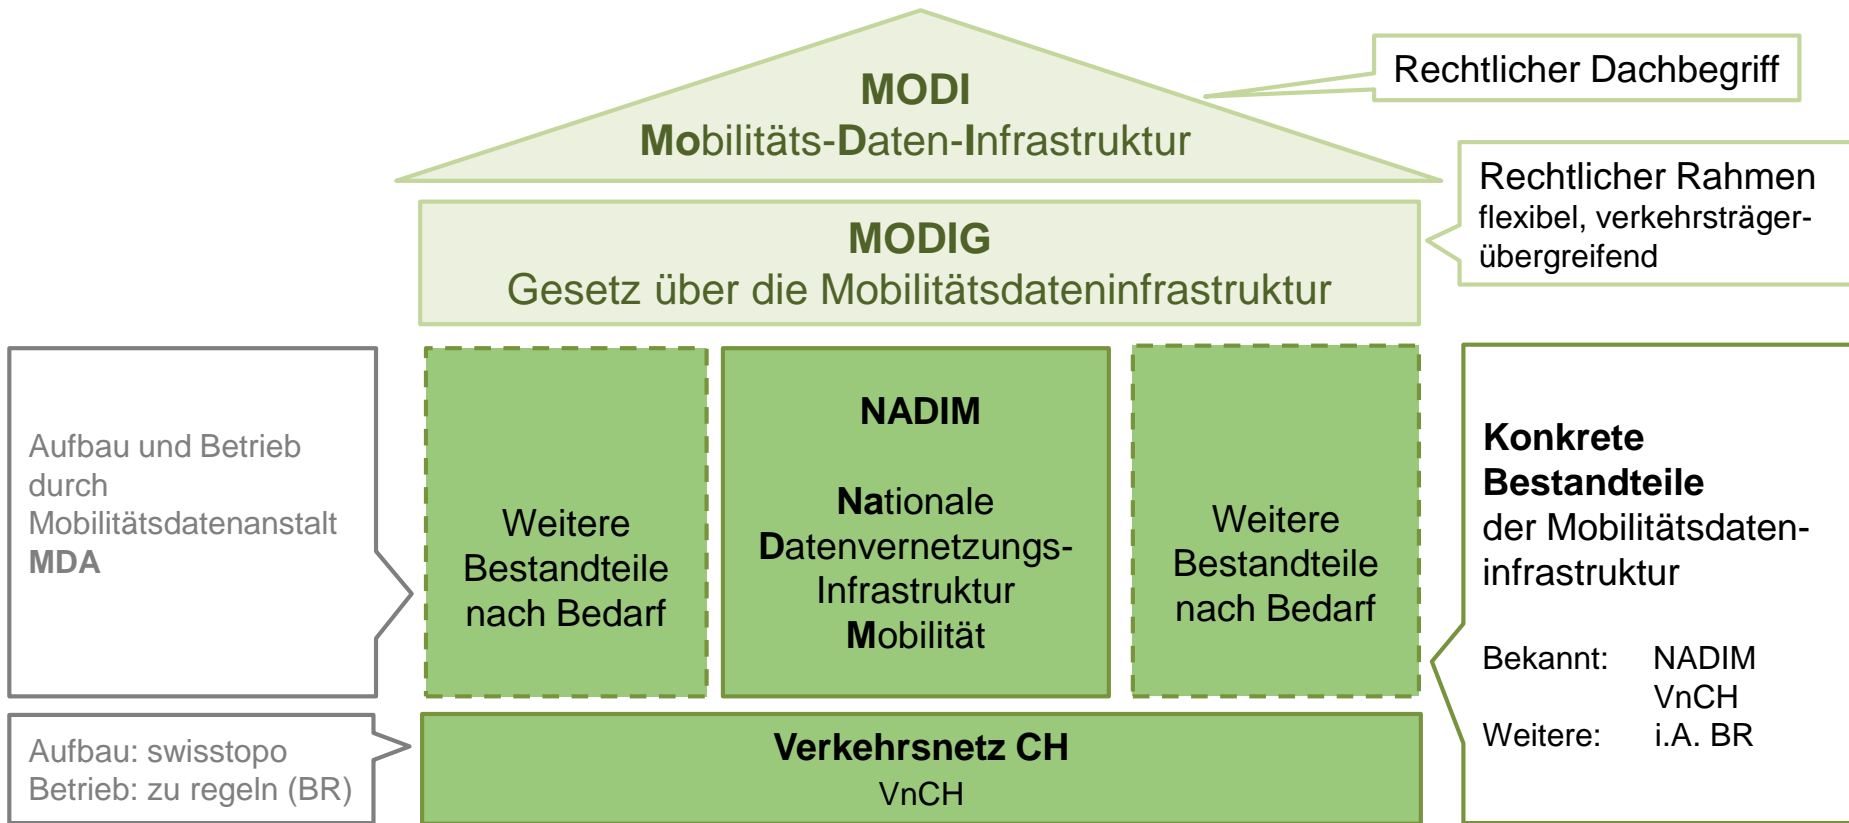 MODI
Mobilitäts-Daten-Infrastruktur
Rechtlicher Dachbegriff
MODIG
Gesetz über die Mobilitätsdateninfrastruktur
Rechtlicher Rahmen
flexibel, verkehrsträger-
übergreifend
Aufbau und Betrieb
durch
Mobilitätsdatenanstalt
MDA
Weitere
Bestandteile
nach Bedarf
NADIM
Nationale
Datenvernetzungs-
Infrastruktur
Mobilität
Weitere
Bestandteile
nach Bedarf
Konkrete
Bestandteile
der Mobilitätsdaten-
infrastruktur
Bekannt: NADIM
VnCH
Weitere: i.A. BR
Aufbau: swisstopo
Betrieb: zu regeln (BR)
Verkehrsnetz CH
VnCH